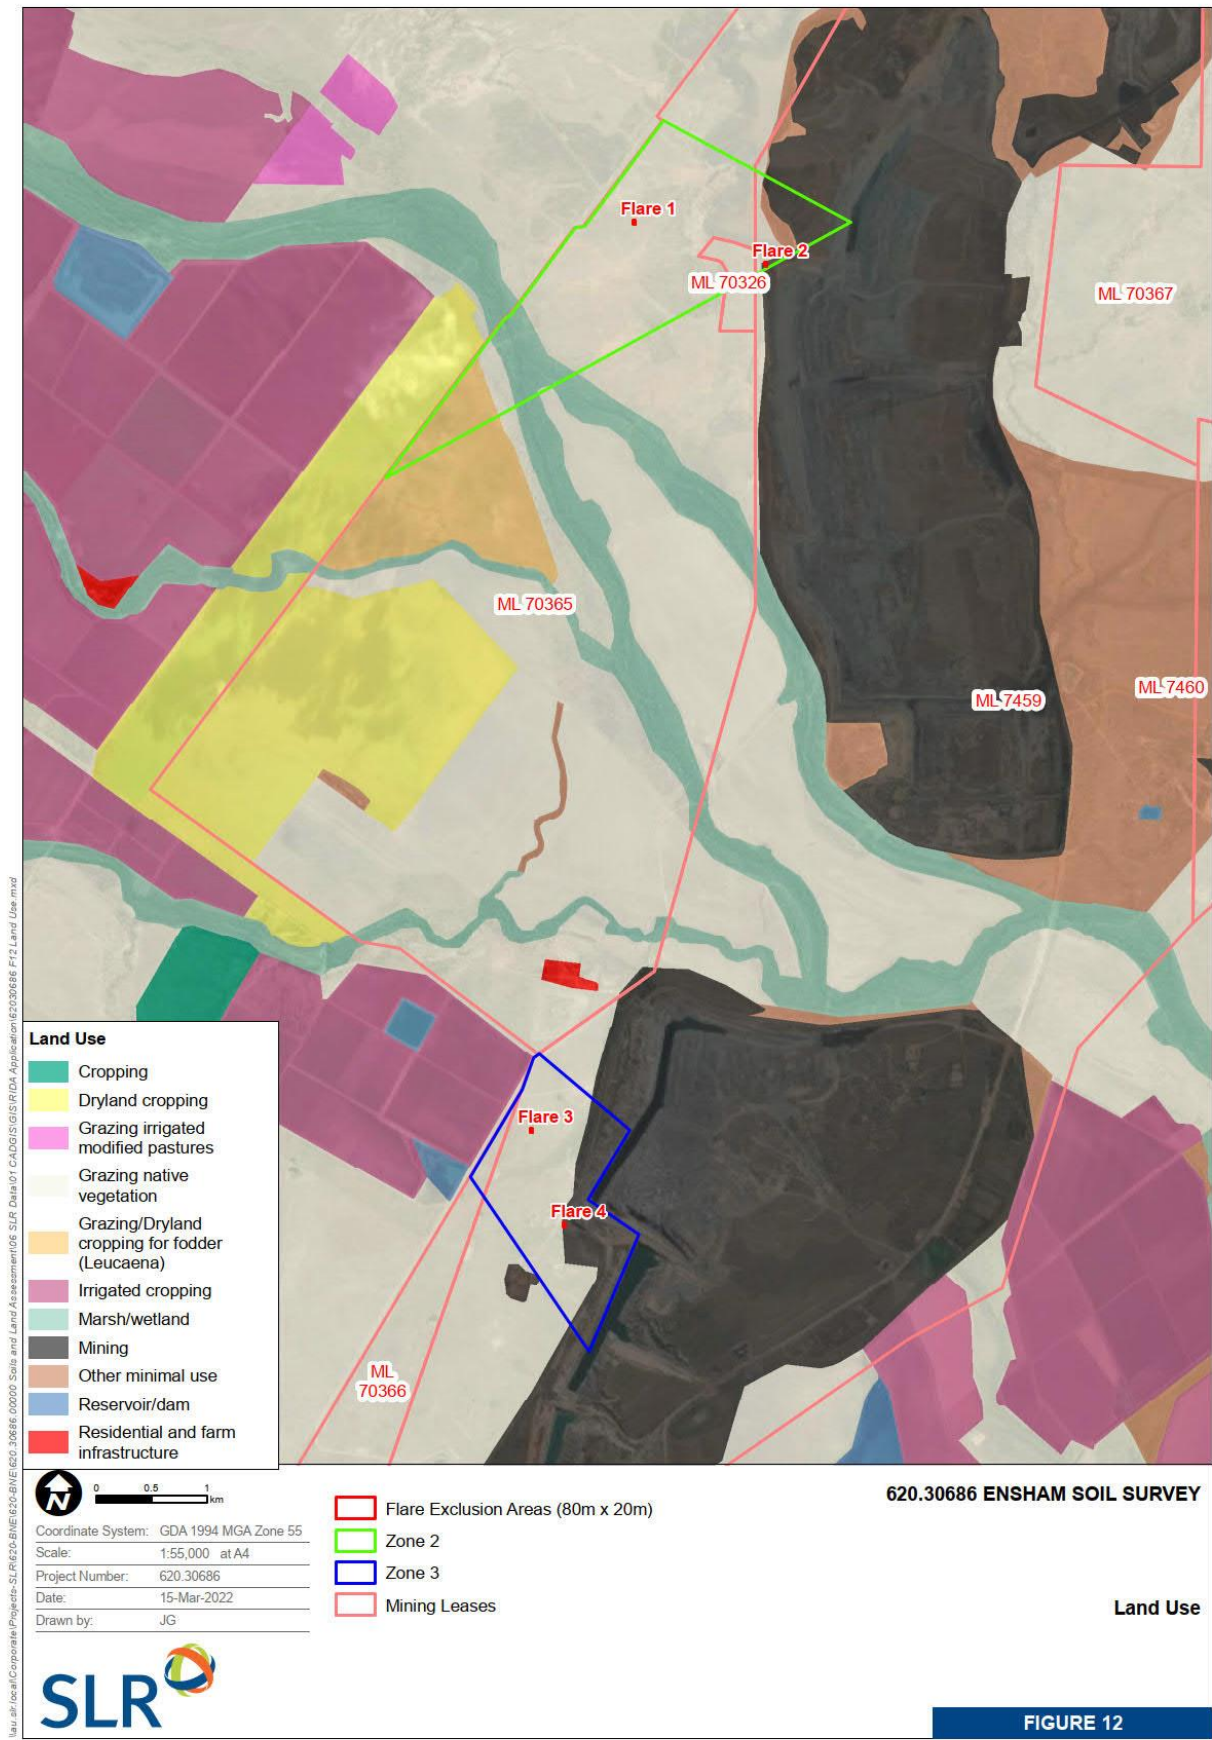 Flare 1
Flare 2
ML 70326
ML 70367
ML 70365
ML 7459
ML 7460
Flare 3
Flare 4
ML
70366
Land Use
Cropping
Dryland cropping
Grazing irrigated
modified pastures
Grazing native
vegetation
Grazing/Dryland
cropping for fodder
(Leucaena)
Irrigated cropping
Marsh/wetland
Mining
Other minimal use
Reservoir/dam
Residential and farm
infrastructure
N
0 0.5 1
km
Coordinate System: GDA 1994 MGA Zone 55
Scale: 1:55,000 at A4
Project Number: 620.30686
Date: 15-Mar-2022
Drawn by: JG
SLR
Flare Exclusion Areas (80m x 20m)
Zone 2
Zone 3
Mining Leases
620.30686 ENSHAM SOIL SURVEY
Land Use
FIGURE 12